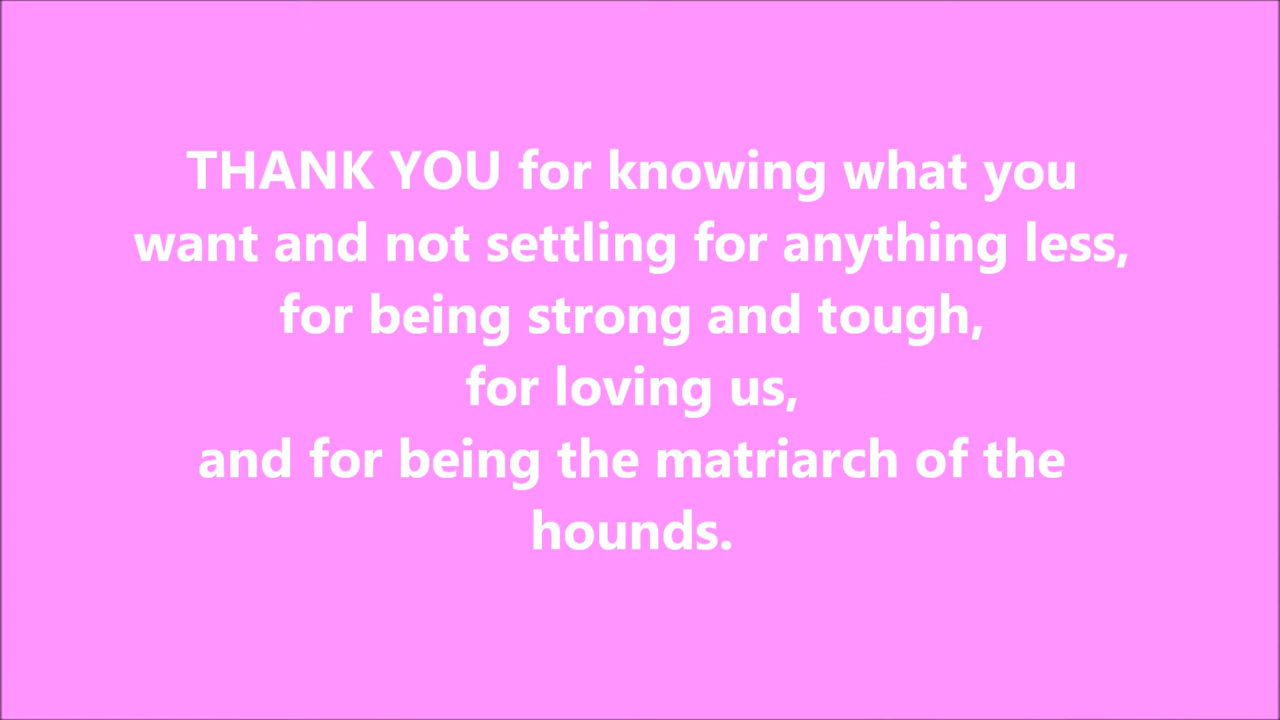 THANK YOU for knowing what you
want and not settling for anything less,
for being strong and tough,
for loving us,
and for being the matriarch of the
hounds.